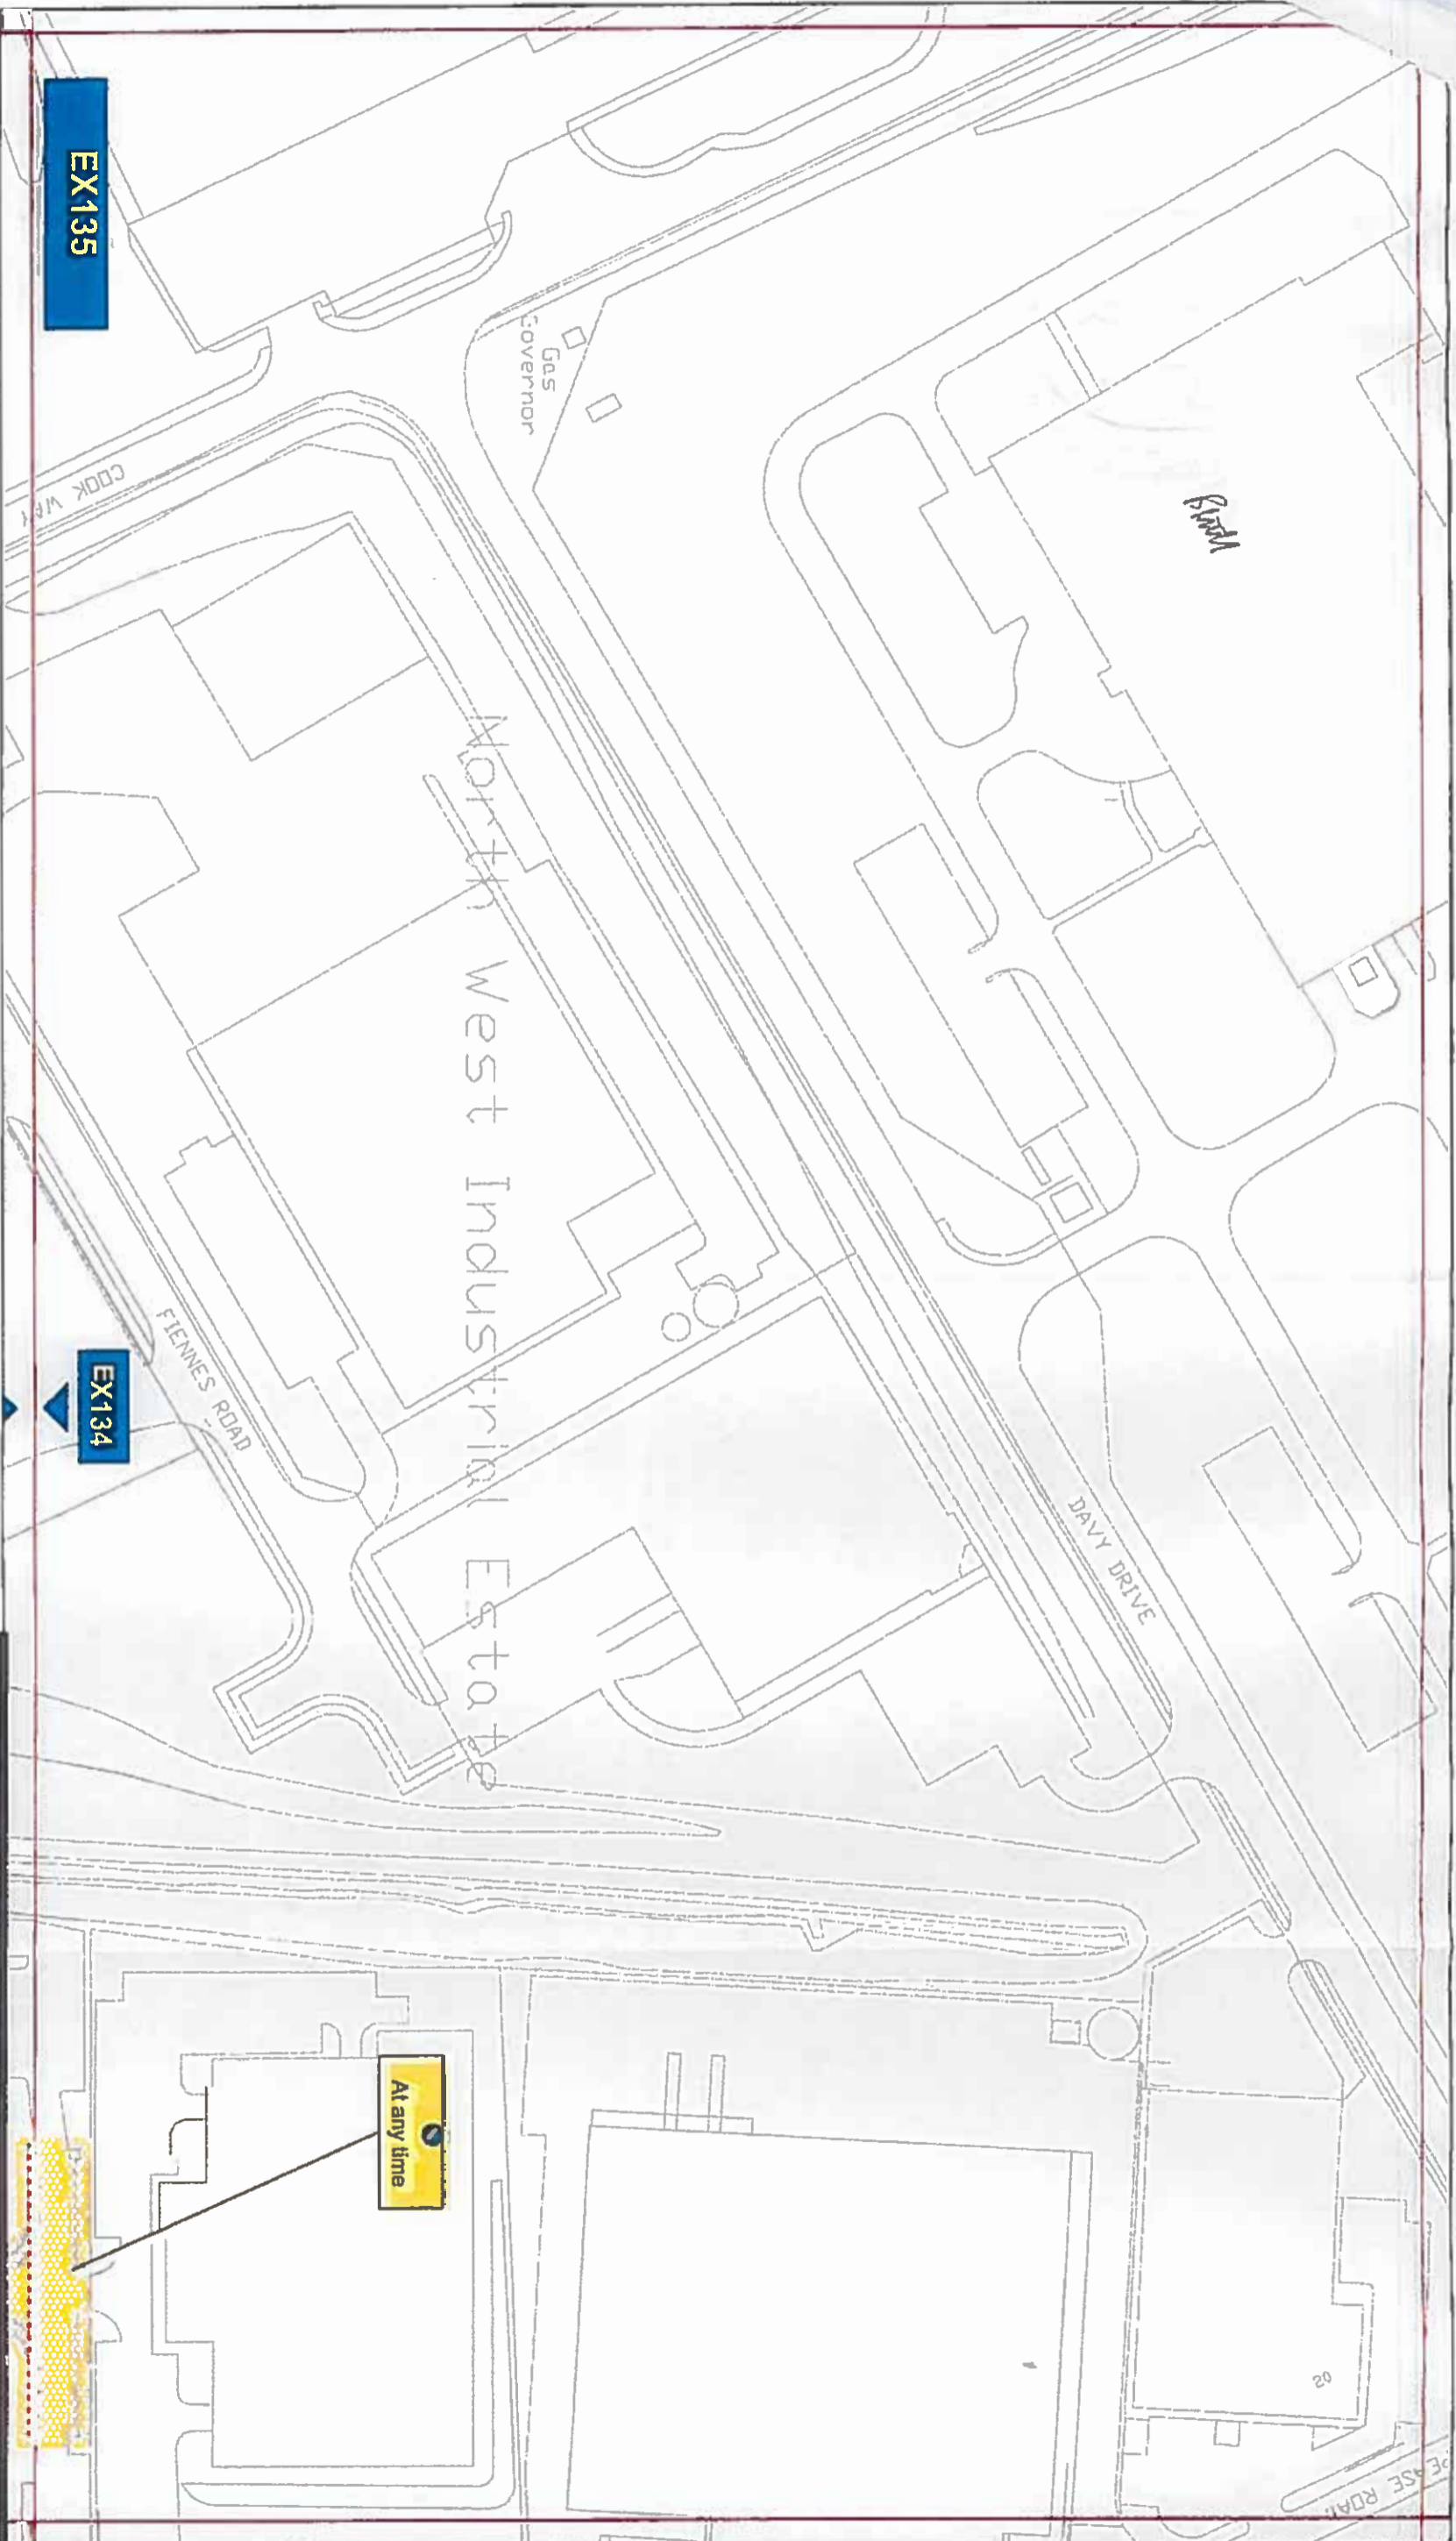 EX135
Gas
Governor
COOK WAY
North West Industrial Estate
FIENNES ROAD
EX134
DAVY DRIVE
At any time
20
PEASE ROAD